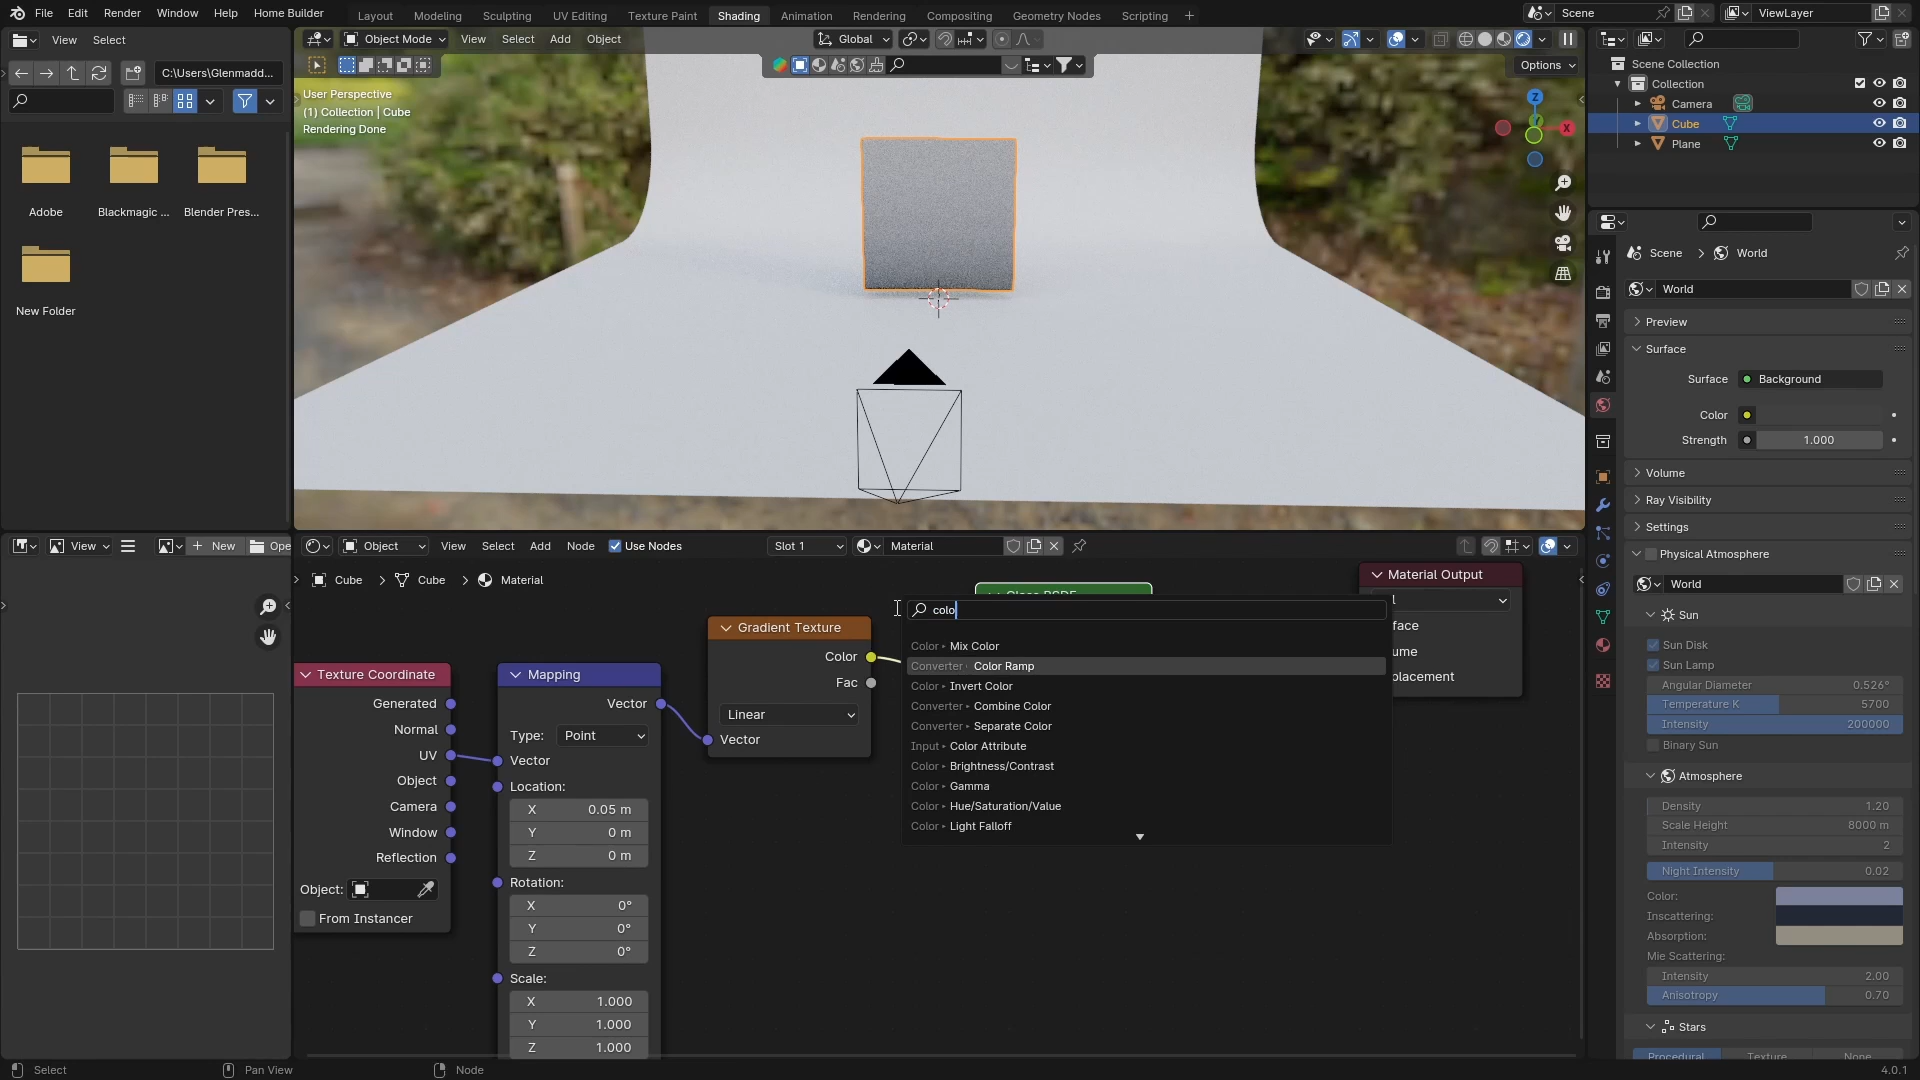 File Edit Render Window Help Home Builder
Layout Modeling Sculpting UV Editing Texture Paint Shading Animation Rendering Compositing Geometry Nodes Scripting +
Scene
ViewLayer
View Select
C:\Users\Glenmadd...
Adobe
Blackmagic ...
Blender Pres...
New Folder
Object Mode View Select Add Object
Global
Options
User Perspective
(1) Collection | Cube
Rendering Done
Z
X
Scene Collection
Collection
Camera
Cube
Plane
Scene > World
World
Preview
Surface
Surface Background
Color
Strength 1.000
Volume
Ray Visibility
Settings
Physical Atmosphere
World
Sun
Sun Disk
Sun Lamp
Angular Diameter 0.526°
Temperature K 5700
Intensity 200000
Binary Sun
Atmosphere
Density 1.20
Scale Height 8000 m
Intensity 2
Night Intensity 0.02
Color:
Inscattering:
Absorption:
Mie Scattering:
Intensity 2.00
Anisotropy 0.70
Stars
Procedural Texture None
View
+ New
Ope
Object View Select Add Node Use Nodes
Slot 1
Material
Cube > Cube > Material
Texture Coordinate
Generated
Normal
UV
Object
Camera
Window
Reflection
Object:
From Instancer
Mapping
Vector
Type: Point
Vector
Location:
X 0.05 m
Y 0 m
Z 0 m
Rotation:
X 0°
Y 0°
Z 0°
Scale:
X 1.000
Y 1.000
Z 1.000
Gradient Texture
Color
Fac
Linear
Vector
colo
Color ▸ Mix Color
Converter ▸ Color Ramp
Color ▸ Invert Color
Converter ▸ Combine Color
Converter ▸ Separate Color
Input ▸ Color Attribute
Color ▸ Brightness/Contrast
Color ▸ Gamma
Color ▸ Hue/Saturation/Value
Color ▸ Light Falloff
Material Output
l
face
ume
placement
Select
Pan View
Node
4.0.1